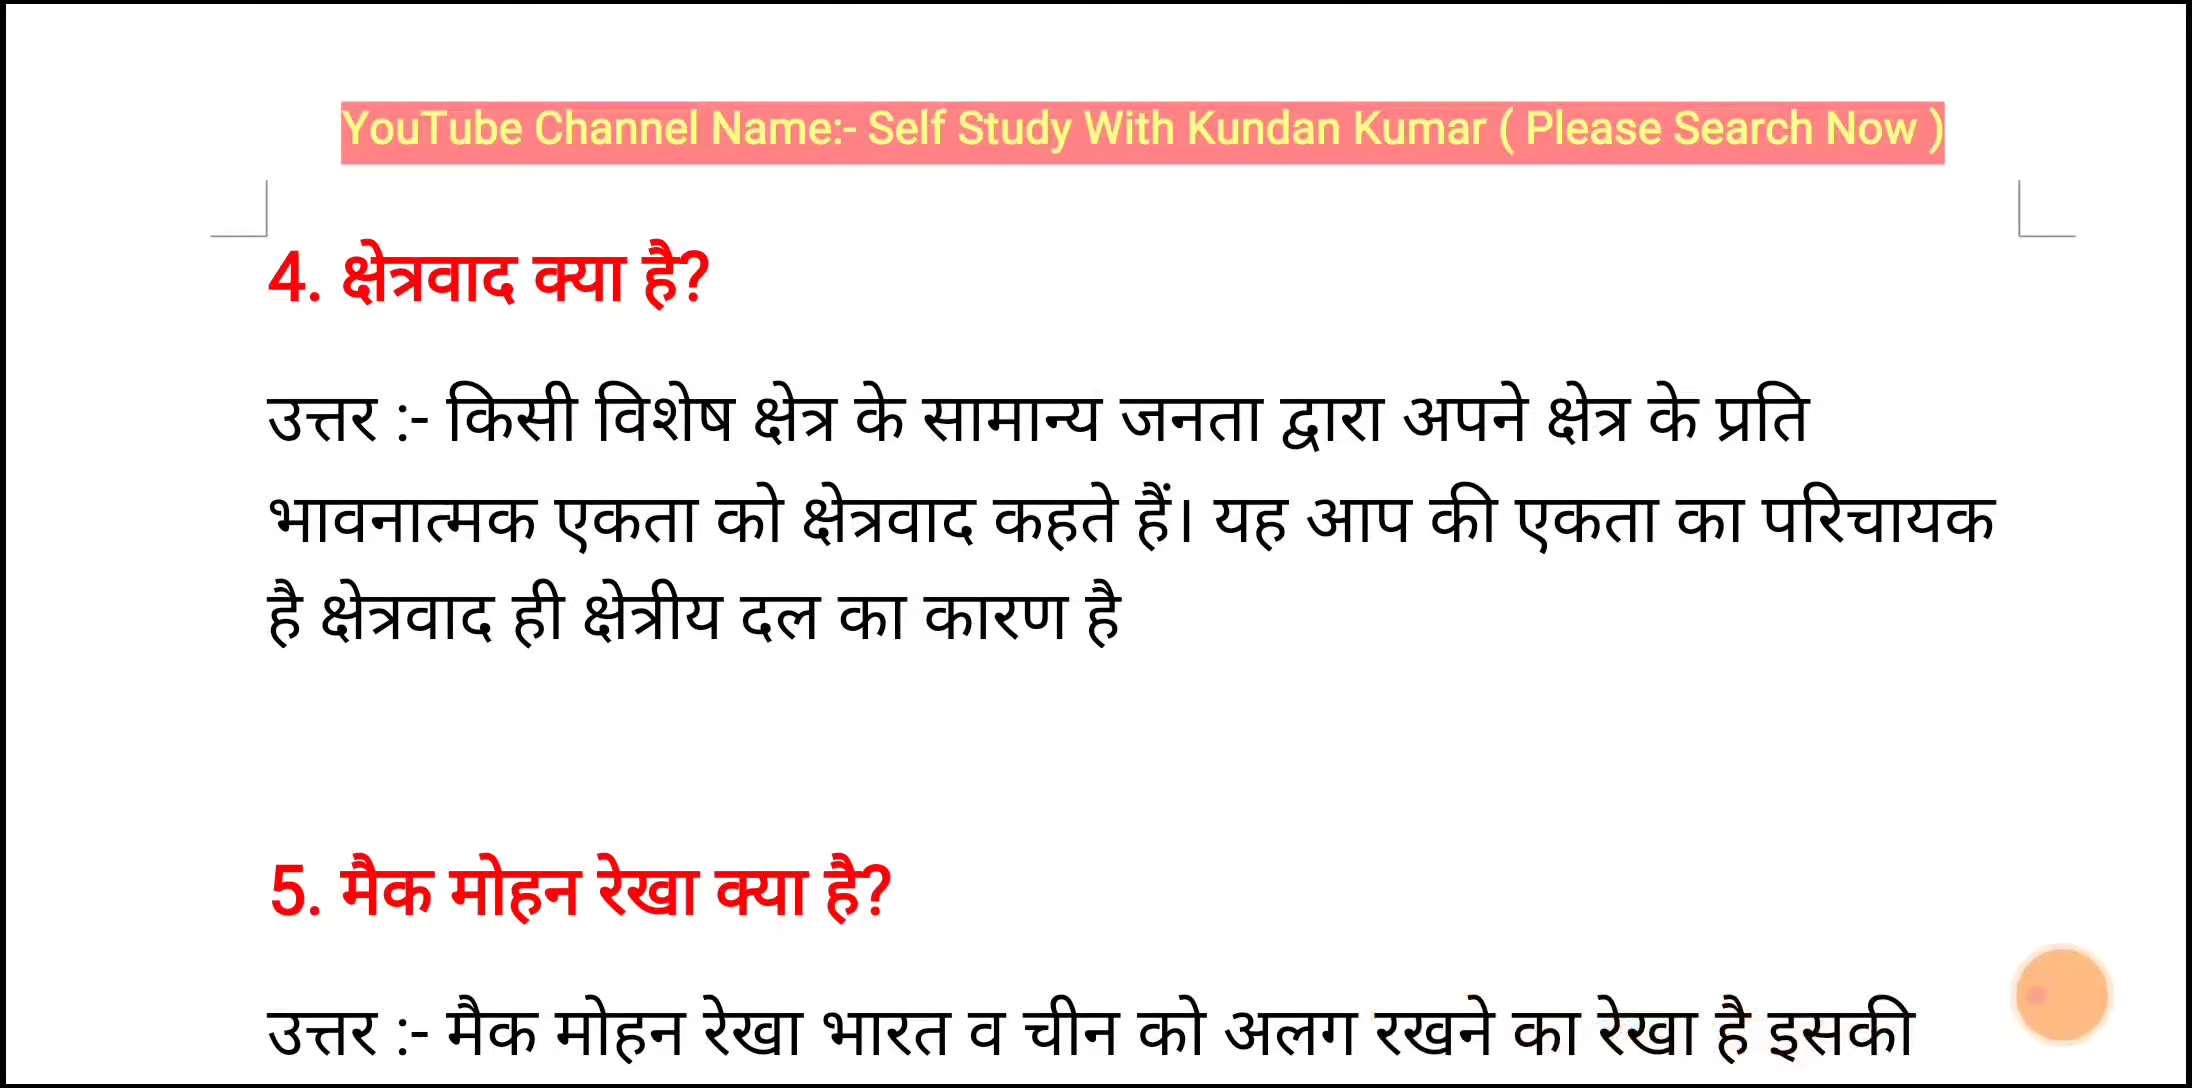 YouTube Channel Name:- Self Study With Kundan Kumar ( Please Search Now )
4. क्षेत्रवाद क्या है?
उत्तर :- किसी विशेष क्षेत्र के सामान्य जनता द्वारा अपने क्षेत्र के प्रति
भावनात्मक एकता को क्षेत्रवाद कहते हैं। यह आप की एकता का परिचायक
है क्षेत्रवाद ही क्षेत्रीय दल का कारण है
5. मैक मोहन रेखा क्या है?
उत्तर :- मैक मोहन रेखा भारत व चीन को अलग रखने का रेखा है इसकी